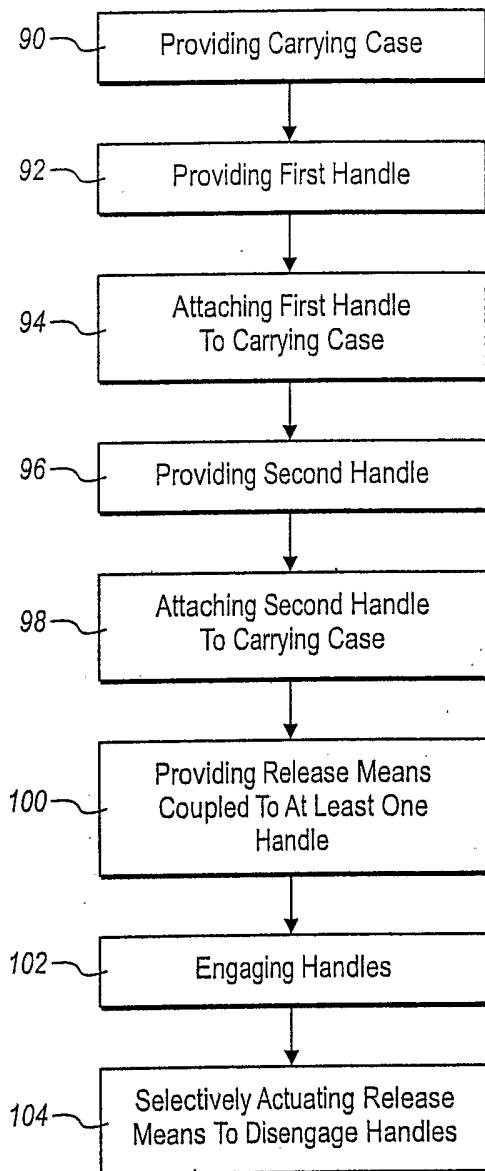 90
Providing Carrying Case
92
Providing First Handle
94
Attaching First Handle
To Carrying Case
96
Providing Second Handle
98
Attaching Second Handle
To Carrying Case
100
Providing Release Means
Coupled To At Least One
Handle
102
Engaging Handles
104
Selectively Actuating Release
Means To Disengage Handles